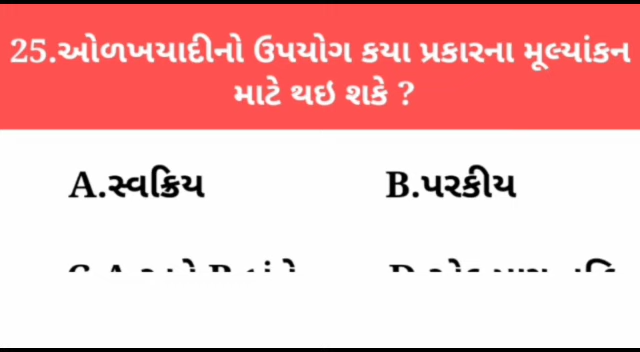 25.ઓળખયાદીનો ઉપયોગ કયા પ્રકારના મૂલ્યાંકન
માટે થઇ શકે ?
A.સ્વક્રિય B.પરકીય